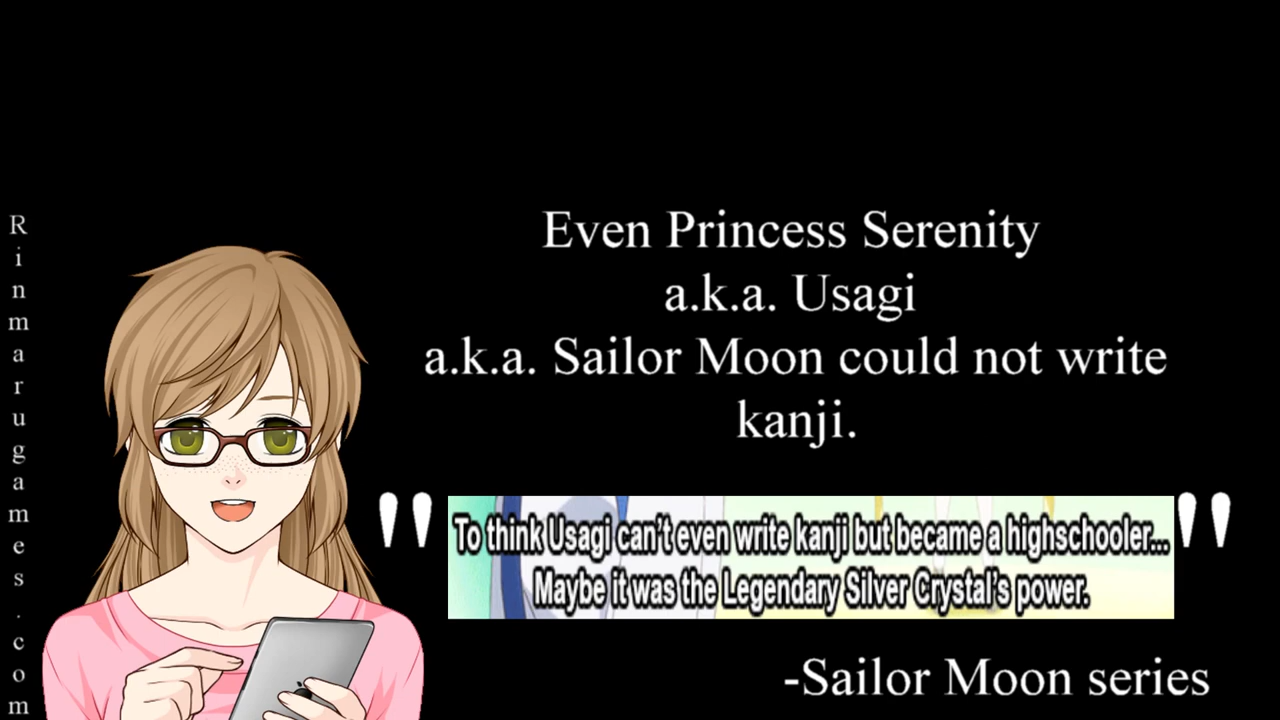 Rinmarugames.com
Even Princess Serenity
a.k.a. Usagi
a.k.a. Sailor Moon could not write
kanji.
"To think Usagi can't even write kanji but became a highschooler...
Maybe it was the Legendary Silver Crystal's power."
-Sailor Moon series